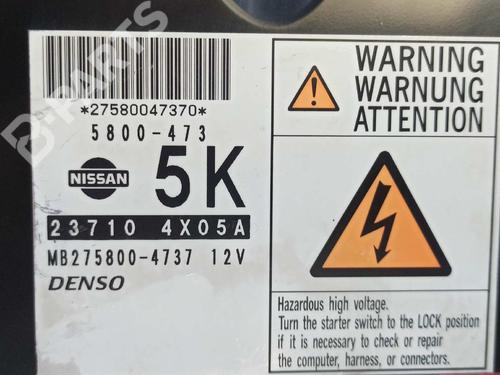 B-PARTS
*27580047370*
5800-473
NISSAN
5K
23710 4X05A
MB275800-4737 12V
DENSO
WARNING
WARNUNG
ATTENTION
Hazardous high voltage.
Turn the starter switch to the LOCK position
if it is necessary to check or repair
the computer, harness, or connectors.